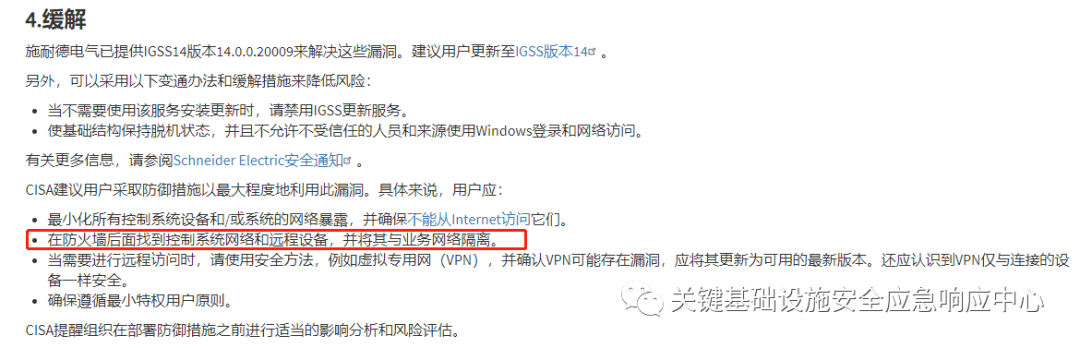 4.缓解
施耐德电气已提供IGSS14版本14.0.0.20009来解决这些漏洞。建议用户更新至IGSS版本14。
另外，可以采用以下变通办法和缓解措施来降低风险：
• 当不需要使用该服务安装更新时，请禁用IGSS更新服务。
• 使基础结构保持脱机状态，并且不允许不受信任的人员和来源使用Windows登录和网络访问。
有关更多信息，请参阅Schneider Electric安全通知。
CISA建议用户采取防御措施以最大程度地利用此漏洞。具体来说，用户应：
• 最小化所有控制系统设备和/或系统的网络暴露，并确保不能从Internet访问它们。
• 在防火墙后面找到控制系统网络和远程设备，并将其与业务网络隔离。
• 当需要进行远程访问时，请使用安全方法，例如虚拟专用网（VPN），并确认VPN可能存在漏洞，应将其更新为可用的最新版本。还应认识到VPN仅与连接的设
备一样安全。
• 确保遵循最小特权用户原则。
关键基础设施安全应急响应中心
CISA提醒组织在部署防御措施之前进行适当的影响分析和风险评估。